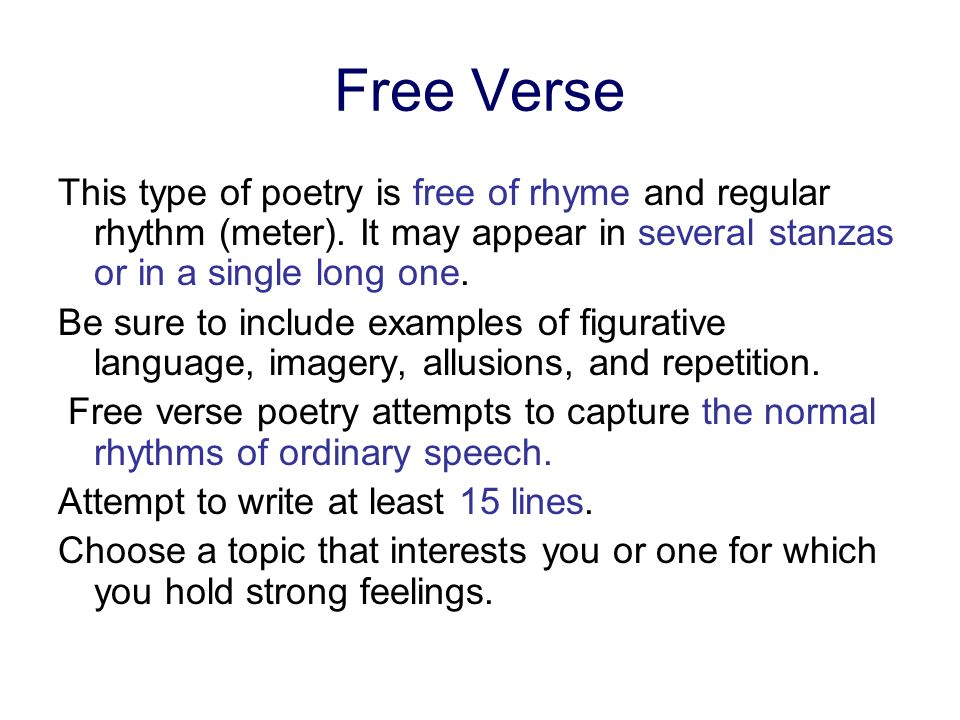 Free Verse
This type of poetry is free of rhyme and regular
rhythm (meter). It may appear in several stanzas
or in a single long one.
Be sure to include examples of figurative
language, imagery, allusions, and repetition.
Free verse poetry attempts to capture the normal
rhythms of ordinary speech.
Attempt to write at least 15 lines.
Choose a topic that interests you or one for which
you hold strong feelings.